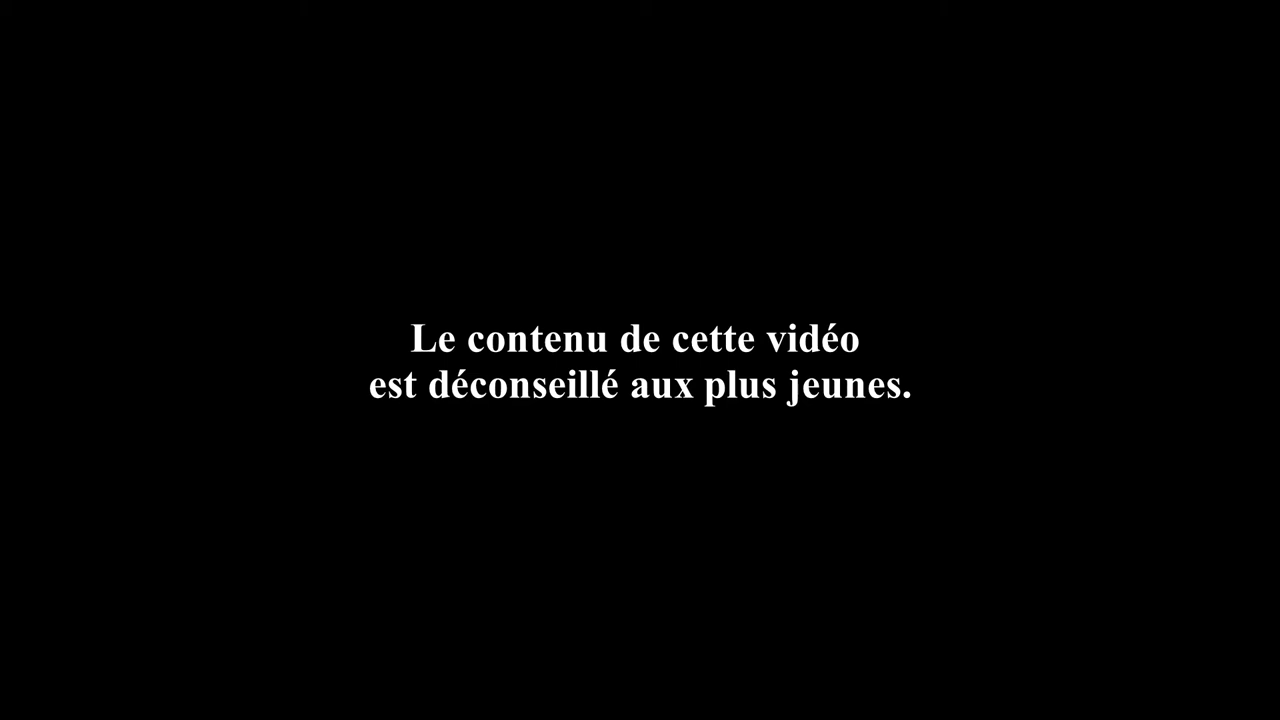 Le contenu de cette vidéo
est déconseillé aux plus jeunes.